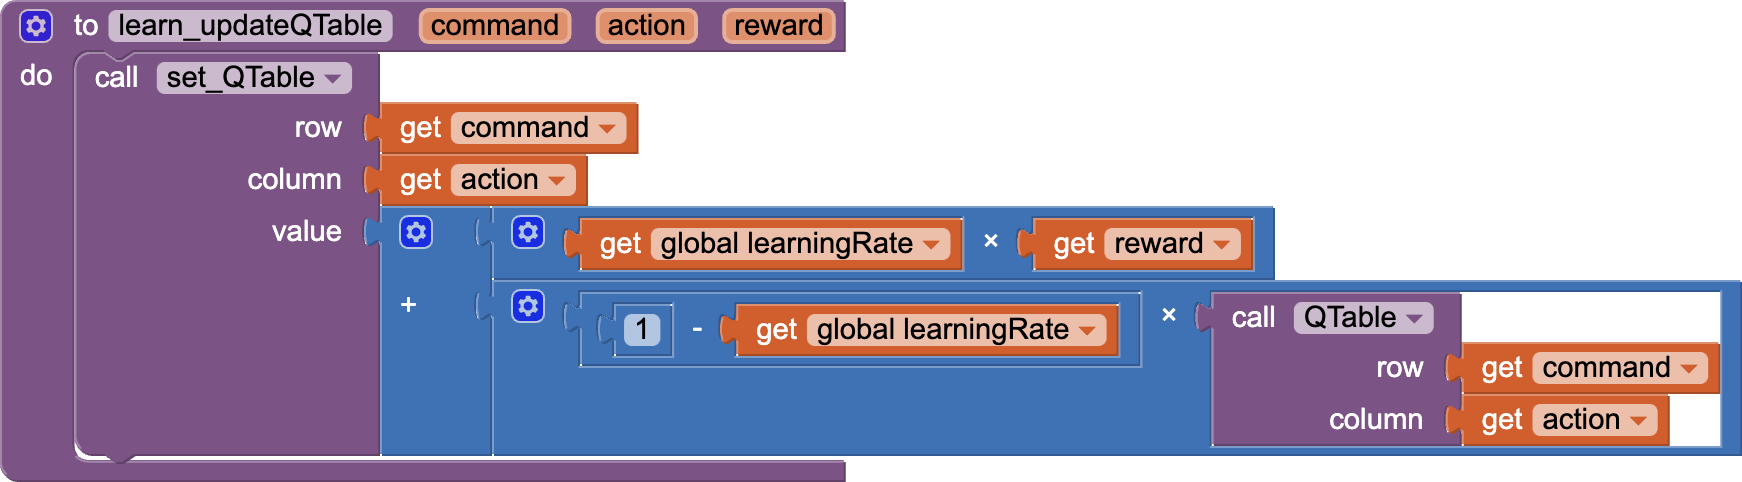 to learn_updateQTable command action reward
do call set_QTable
row get command
column get action
value get global learningRate × get reward
+ 1 - get global learningRate × call QTable
row get command
column get action